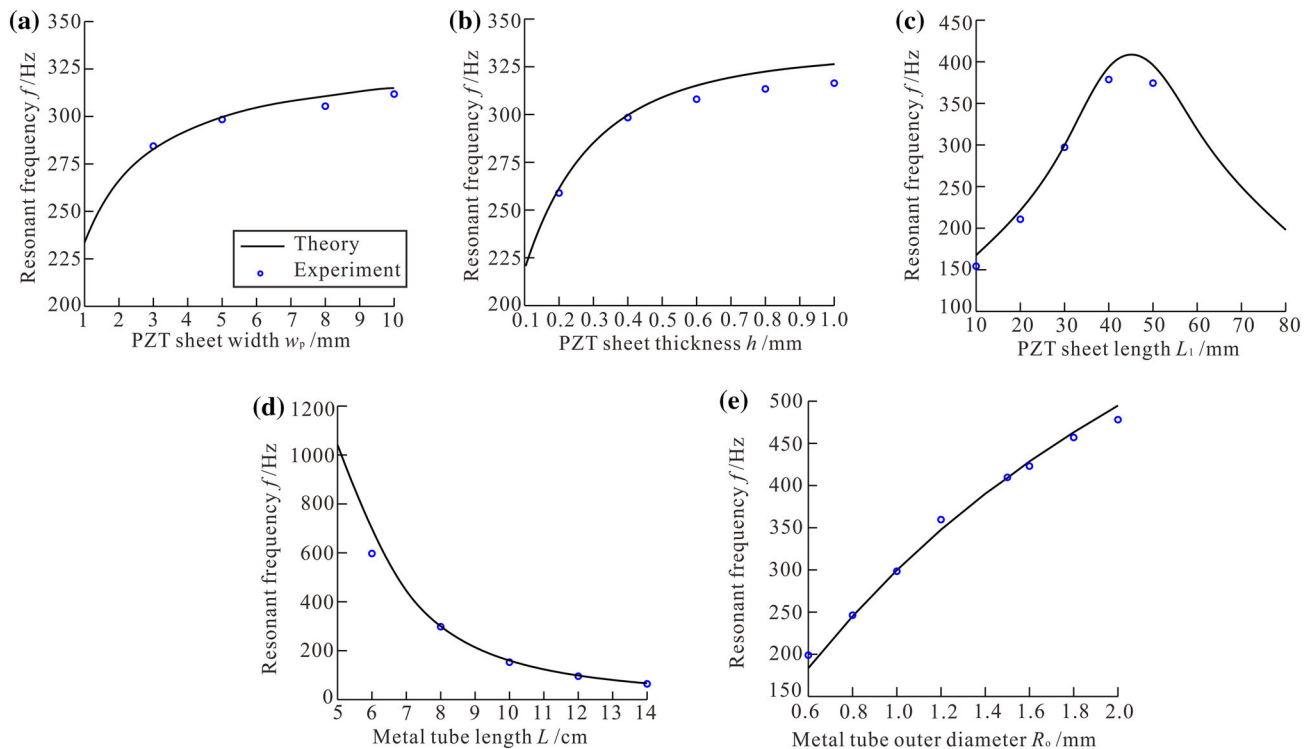 (a)
Resonant frequency f/Hz
350
325
300
275
250
225
200
1 2 3 4 5 6 7 8 9 10
PZT sheet width wp/mm
Theory
Experiment
(b)
Resonant frequency f/Hz
350
325
300
275
250
225
200
0.1 0.2 0.3 0.4 0.5 0.6 0.7 0.8 0.9 1.0
PZT sheet thickness h/mm
(c)
Resonant frequency f/Hz
450
400
350
300
250
200
150
100
10 20 30 40 50 60 70 80
PZT sheet length L1/mm
(d)
Resonant frequency f/Hz
1200
1000
800
600
400
200
0
5 6 7 8 9 10 11 12 13 14
Metal tube length L/cm
(e)
Resonant frequency f/Hz
500
450
400
350
300
250
200
150
0.6 0.8 1.0 1.2 1.4 1.6 1.8 2.0
Metal tube outer diameter Ro/mm